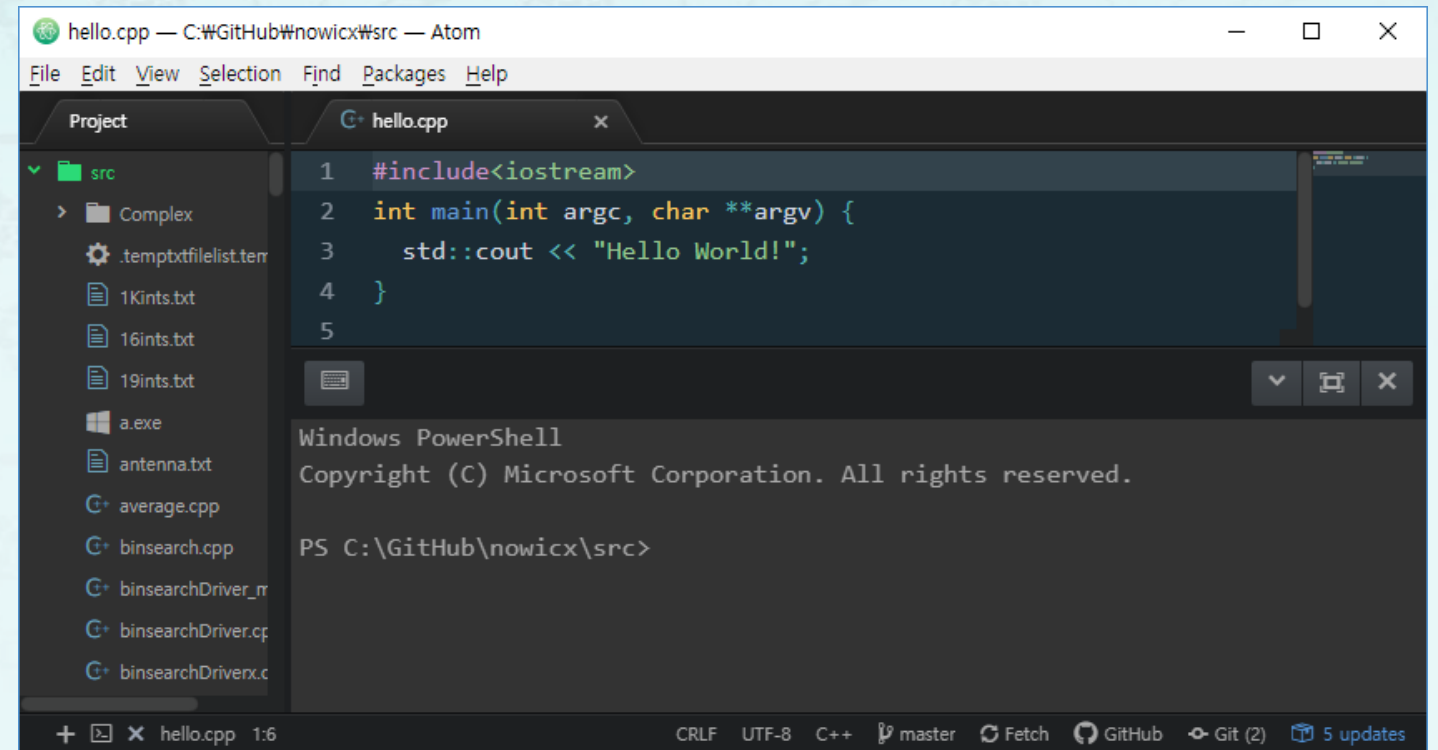 hello.cpp — C:₩GitHub₩nowicx₩src — Atom
File Edit View Selection Find Packages Help
Project
hello.cpp
src
Complex
.temptxtfilelist.tem
1Kints.txt
16ints.txt
19ints.txt
a.exe
antenna.txt
average.cpp
binsearch.cpp
binsearchDriver_m
binsearchDriver.cp
binsearchDriverx.c
1 #include<iostream>
2 int main(int argc, char **argv) {
3 std::cout << "Hello World!";
4 }
5
Windows PowerShell
Copyright (C) Microsoft Corporation. All rights reserved.
PS C:\GitHub\nowicx\src>
hello.cpp 1:6
CRLF UTF-8 C++ master Fetch GitHub Git (2) 5 updates